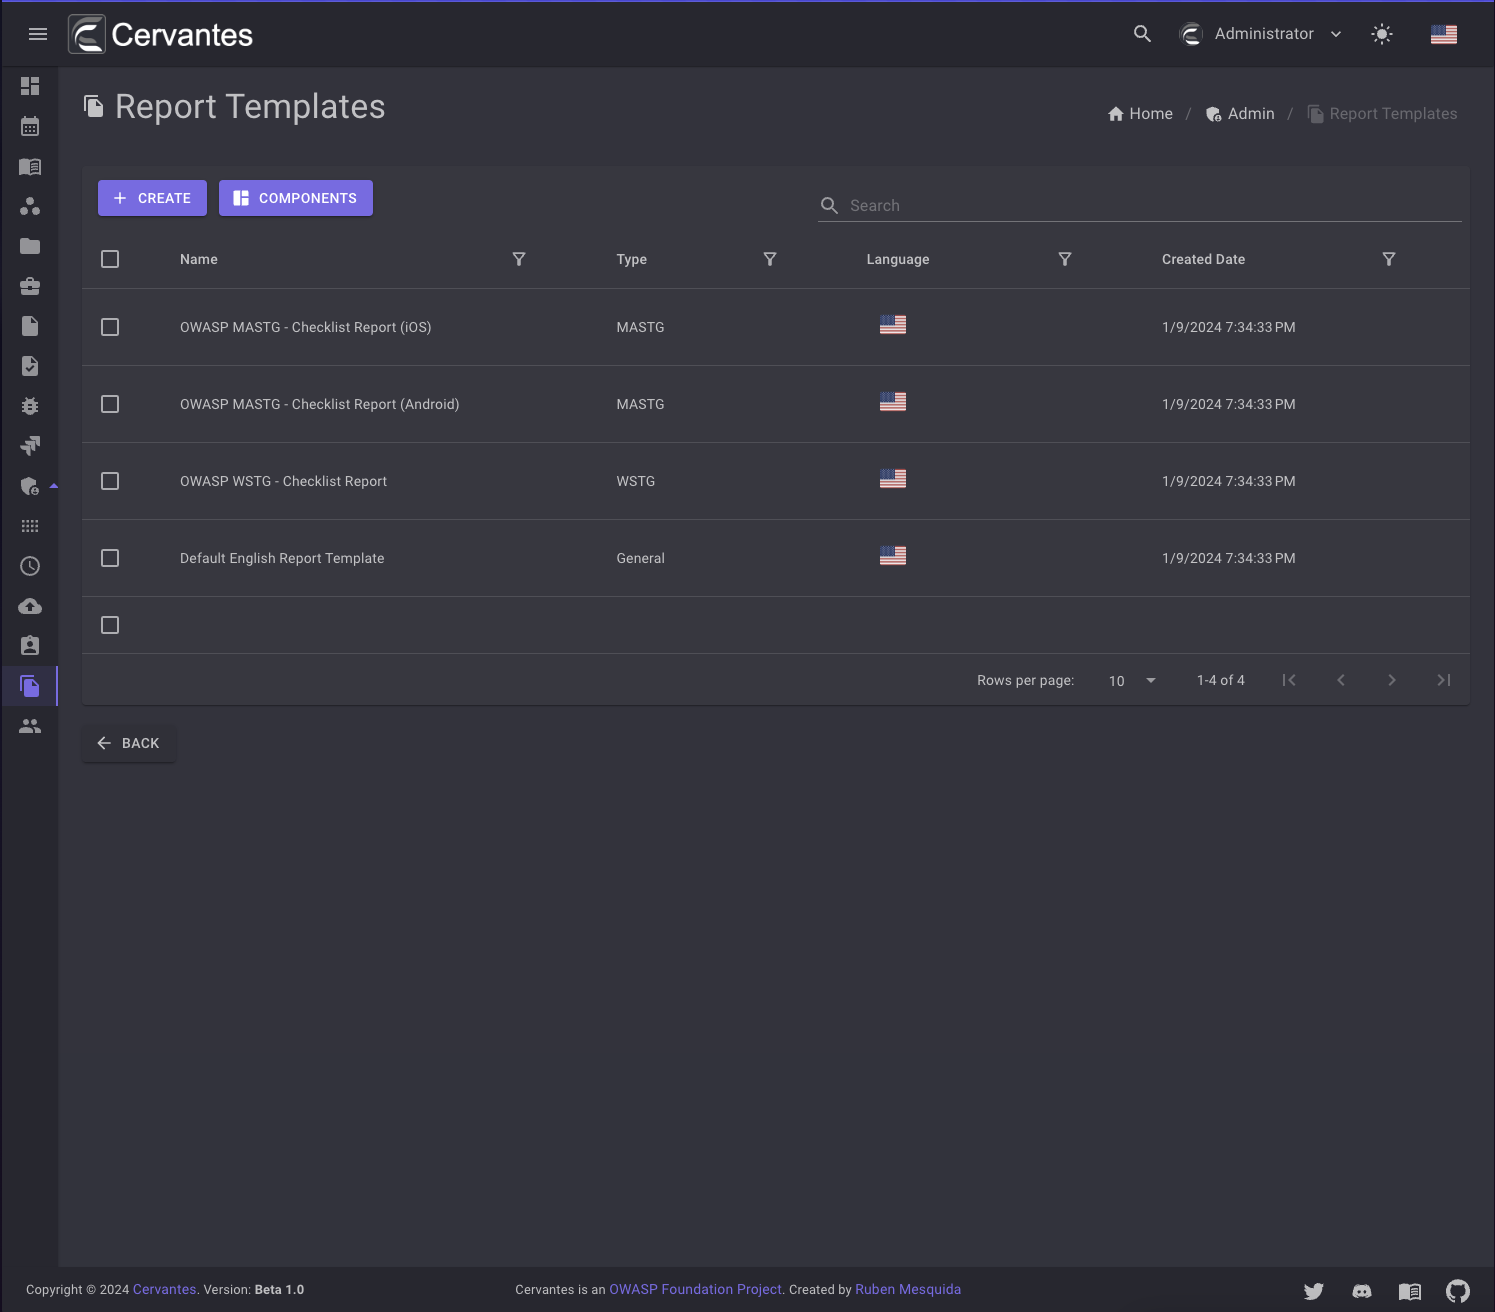 Cervantes
Administrator
Report Templates
Home / Admin / Report Templates
CREATE COMPONENTS Search
Name Type Language Created Date
OWASP MASTG - Checklist Report (iOS) MASTG 1/9/2024 7:34:33 PM
OWASP MASTG - Checklist Report (Android) MASTG 1/9/2024 7:34:33 PM
OWASP WSTG - Checklist Report WSTG 1/9/2024 7:34:33 PM
Default English Report Template General 1/9/2024 7:34:33 PM
Rows per page: 10 1-4 of 4
BACK
Copyright © 2024 Cervantes. Version: Beta 1.0 Cervantes is an OWASP Foundation Project. Created by Ruben Mesquida